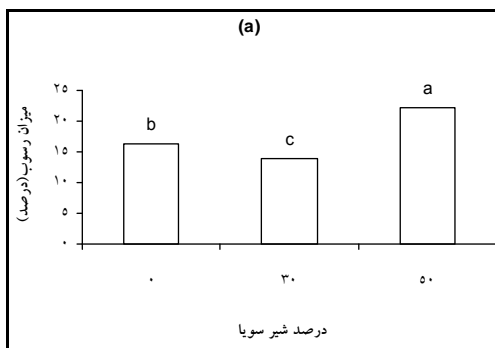 (a)
میزان رسوب(درصد)
۲۵
۲۰
۱۵
۱۰
۵
۰
b
c
a
۰
۳۰
۵۰
درصد شیر سویا